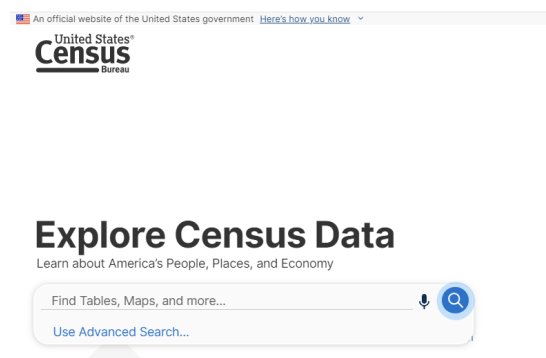 An official website of the United States government Here's how you know
United States®
Census
Bureau
Explore Census Data
Learn about America's People, Places, and Economy
Find Tables, Maps, and more...
Use Advanced Search...